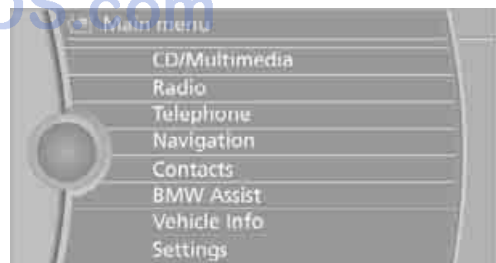 Main menu
CD/Multimedia
Radio
Telephone
Navigation
Contacts
BMW Assist
Vehicle Info
Settings